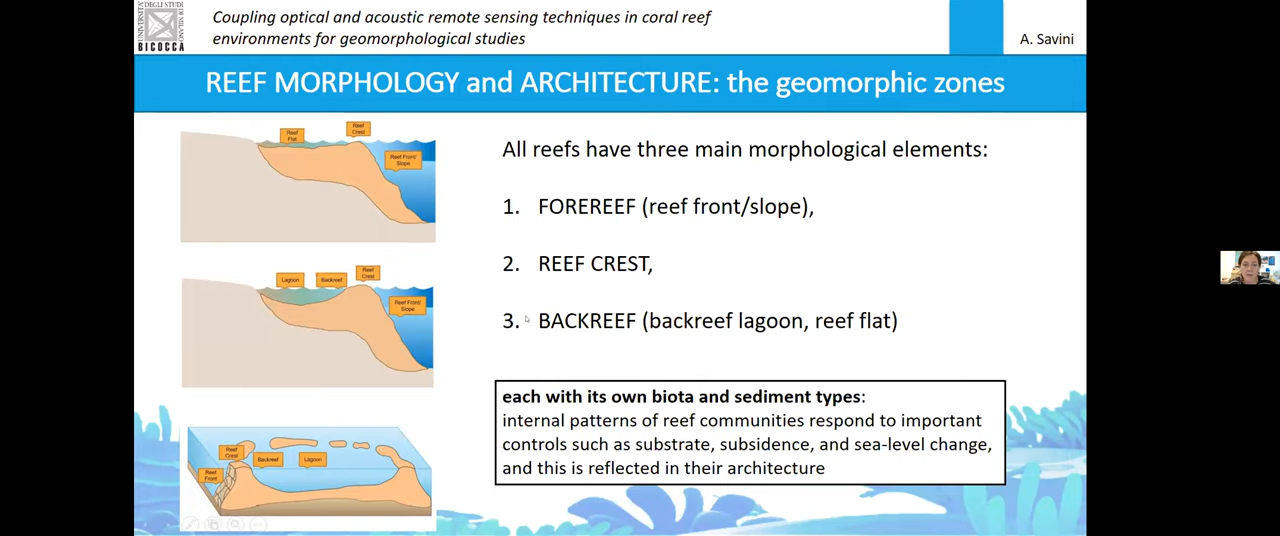 UNIVERSITÀ
DEGLI STUDI
DI MILANO
BICOCCA
Coupling optical and acoustic remote sensing techniques in coral reef
environments for geomorphological studies
A. Savini
REEF MORPHOLOGY and ARCHITECTURE: the geomorphic zones
Reef
Flat
Reef
Crest
Reef Front/
Slope
Lagoon
Backreef
Reef
Crest
Reef Front/
Slope
Reef
Crest
Backreef
Lagoon
Reef
Front
All reefs have three main morphological elements:
1. FOREREEF (reef front/slope),
2. REEF CREST,
3. BACKREEF (backreef lagoon, reef flat)
each with its own biota and sediment types:
internal patterns of reef communities respond to important
controls such as substrate, subsidence, and sea-level change,
and this is reflected in their architecture